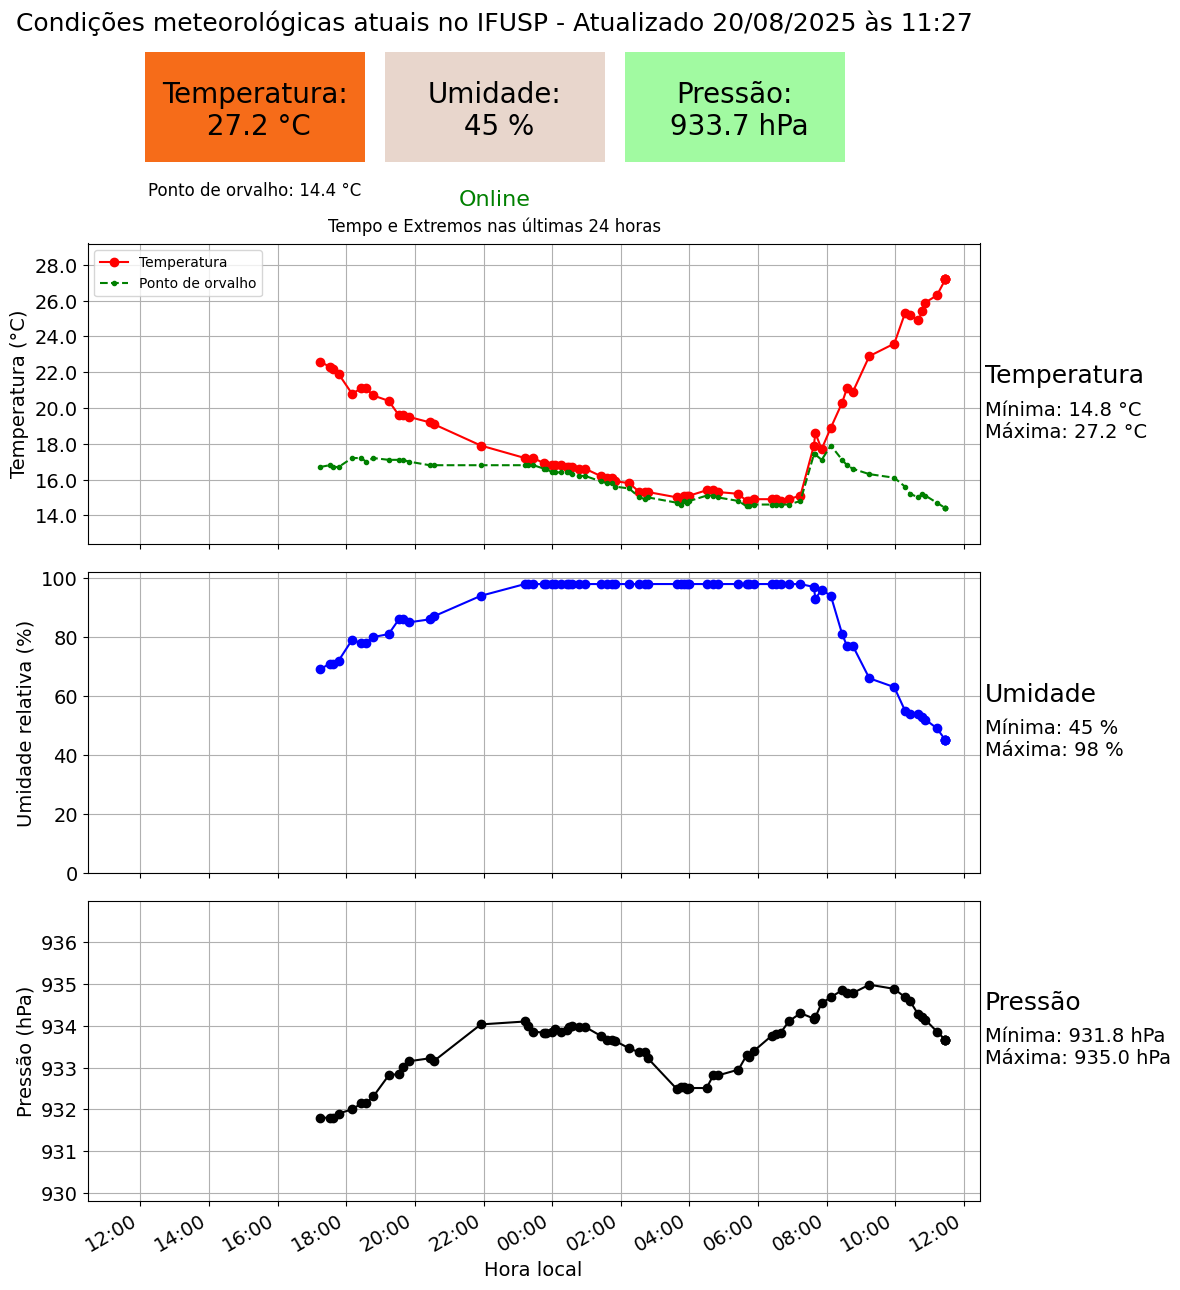 Condições meteorológicas atuais no IFUSP - Atualizado 20/08/2025 às 11:27
Temperatura:
27.2 °C
Umidade:
45 %
Pressão:
933.7 hPa
Ponto de orvalho: 14.4 °C
Online
Tempo e Extremos nas últimas 24 horas
Temperatura (°C)
28.0
26.0
24.0
22.0
20.0
18.0
16.0
14.0
Temperatura
Ponto de orvalho
Temperatura
Mínima: 14.8 °C
Máxima: 27.2 °C
Umidade relativa (%)
100
80
60
40
20
0
Umidade
Mínima: 45 %
Máxima: 98 %
Pressão (hPa)
936
935
934
933
932
931
930
Pressão
Mínima: 931.8 hPa
Máxima: 935.0 hPa
12:00 14:00 16:00 18:00 20:00 22:00 00:00 02:00 04:00 06:00 08:00 10:00 12:00
Hora local